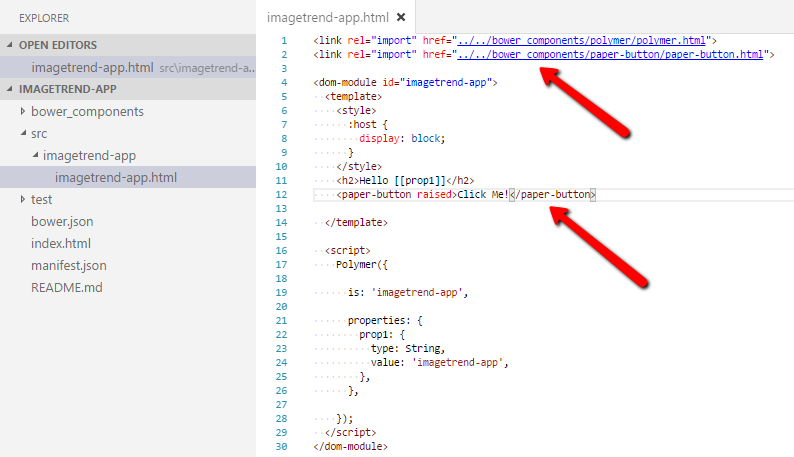 EXPLORER
OPEN EDITORS
imagetrend-app.html src\imagetrend-a...
IMAGETREND-APP
bower_components
src
imagetrend-app
imagetrend-app.html
test
bower.json
index.html
manifest.json
README.md
imagetrend-app.html
1 <link rel="import" href="../../bower_components/polymer/polymer.html">
2 <link rel="import" href="../../bower_components/paper-button/paper-button.html">
3
4 <dom-module id="imagetrend-app">
5 <template>
6 <style>
7 :host {
8 display: block;
9 }
10 </style>
11 <h2>Hello [[prop1]]</h2>
12 <paper-button raised>Click Me!</paper-button>
13
14 </template>
15
16 <script>
17 Polymer({
18
19 is: 'imagetrend-app',
20
21 properties: {
22 prop1: {
23 type: String,
24 value: 'imagetrend-app',
25 },
26 },
27
28 });
29 </script>
30 </dom-module>